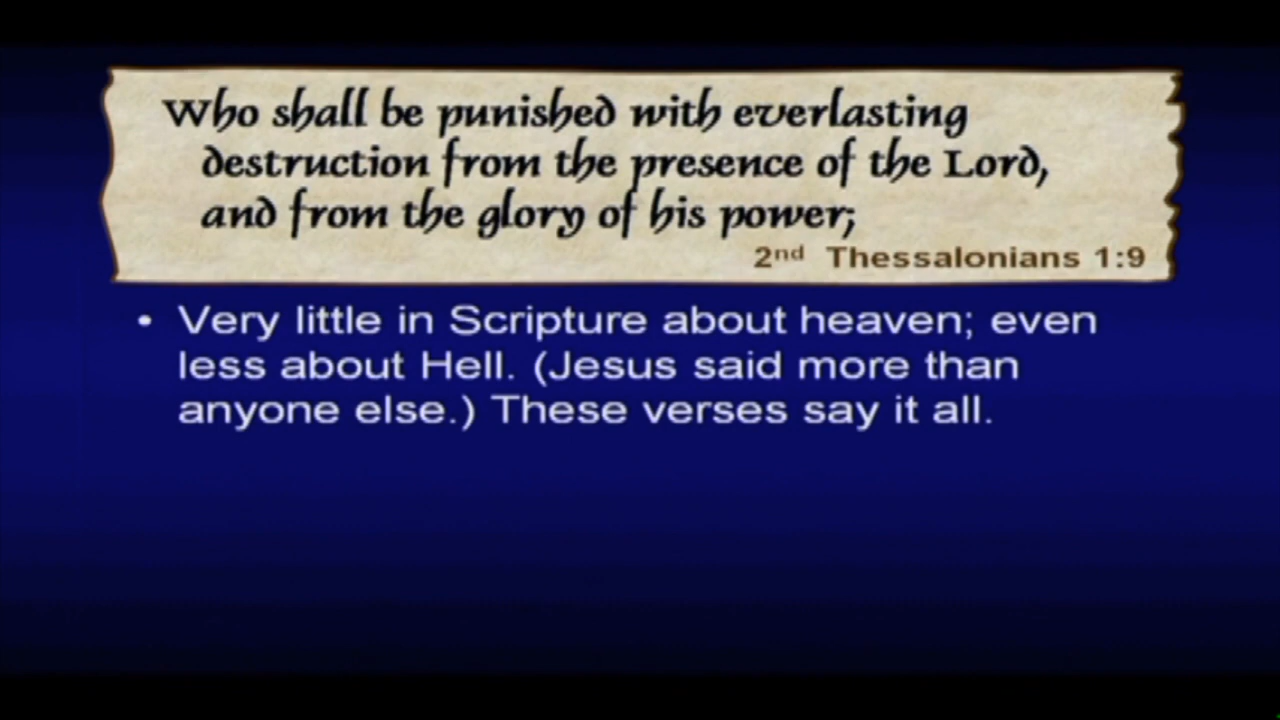 Who shall be punished with everlasting
destruction from the presence of the Lord,
and from the glory of his power;
2nd Thessalonians 1:9
• Very little in Scripture about heaven; even
less about Hell. (Jesus said more than
anyone else.) These verses say it all.